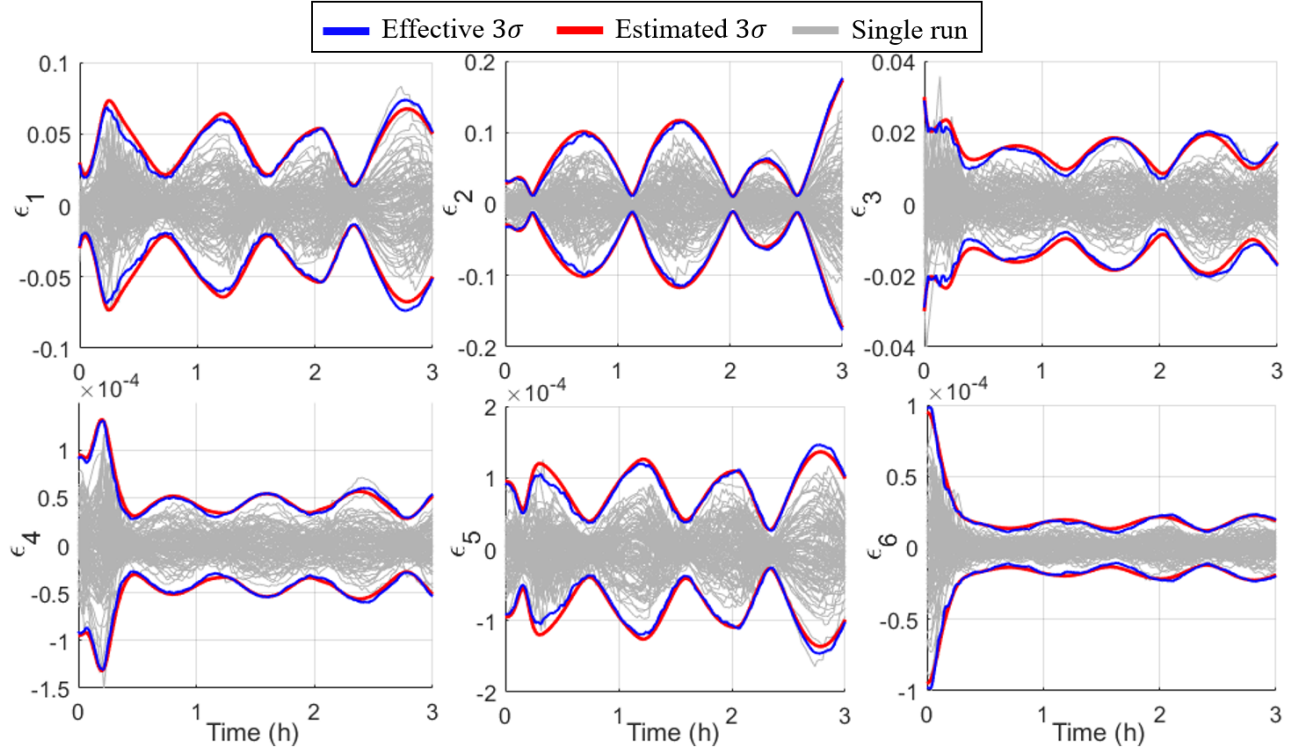 Effective 3σ Estimated 3σ Single run
0.1
0.05
0
-0.05
-0.1
ϵ1
0 1 2 3
0.2
0.1
0
-0.1
-0.2
ϵ2
0 1 2 3
0.04
0.02
0
-0.02
-0.04
ϵ3
0 1 2 3
×10-4
1
0.5
0
-0.5
-1
-1.5
ϵ4
0 1 2 3
Time (h)
×10-4
2
1
0
-1
-2
ϵ5
0 1 2 3
Time (h)
×10-4
1
0.5
0
-0.5
-1
ϵ6
0 1 2 3
Time (h)